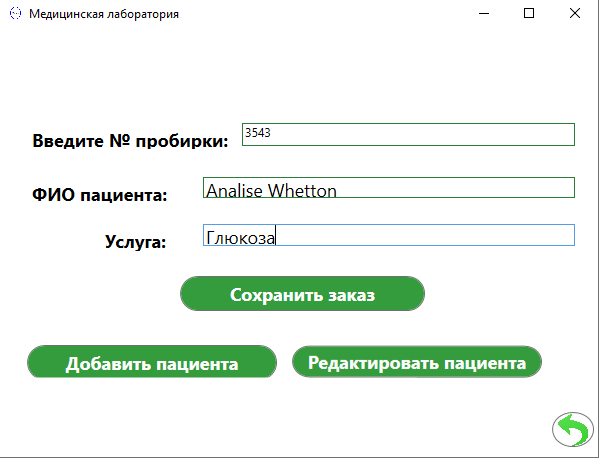 Медицинская лаборатория
Введите № пробирки: 3543
ФИО пациента: Analise Whetton
Услуга: Глюкоза
Сохранить заказ
Добавить пациента Редактировать пациента